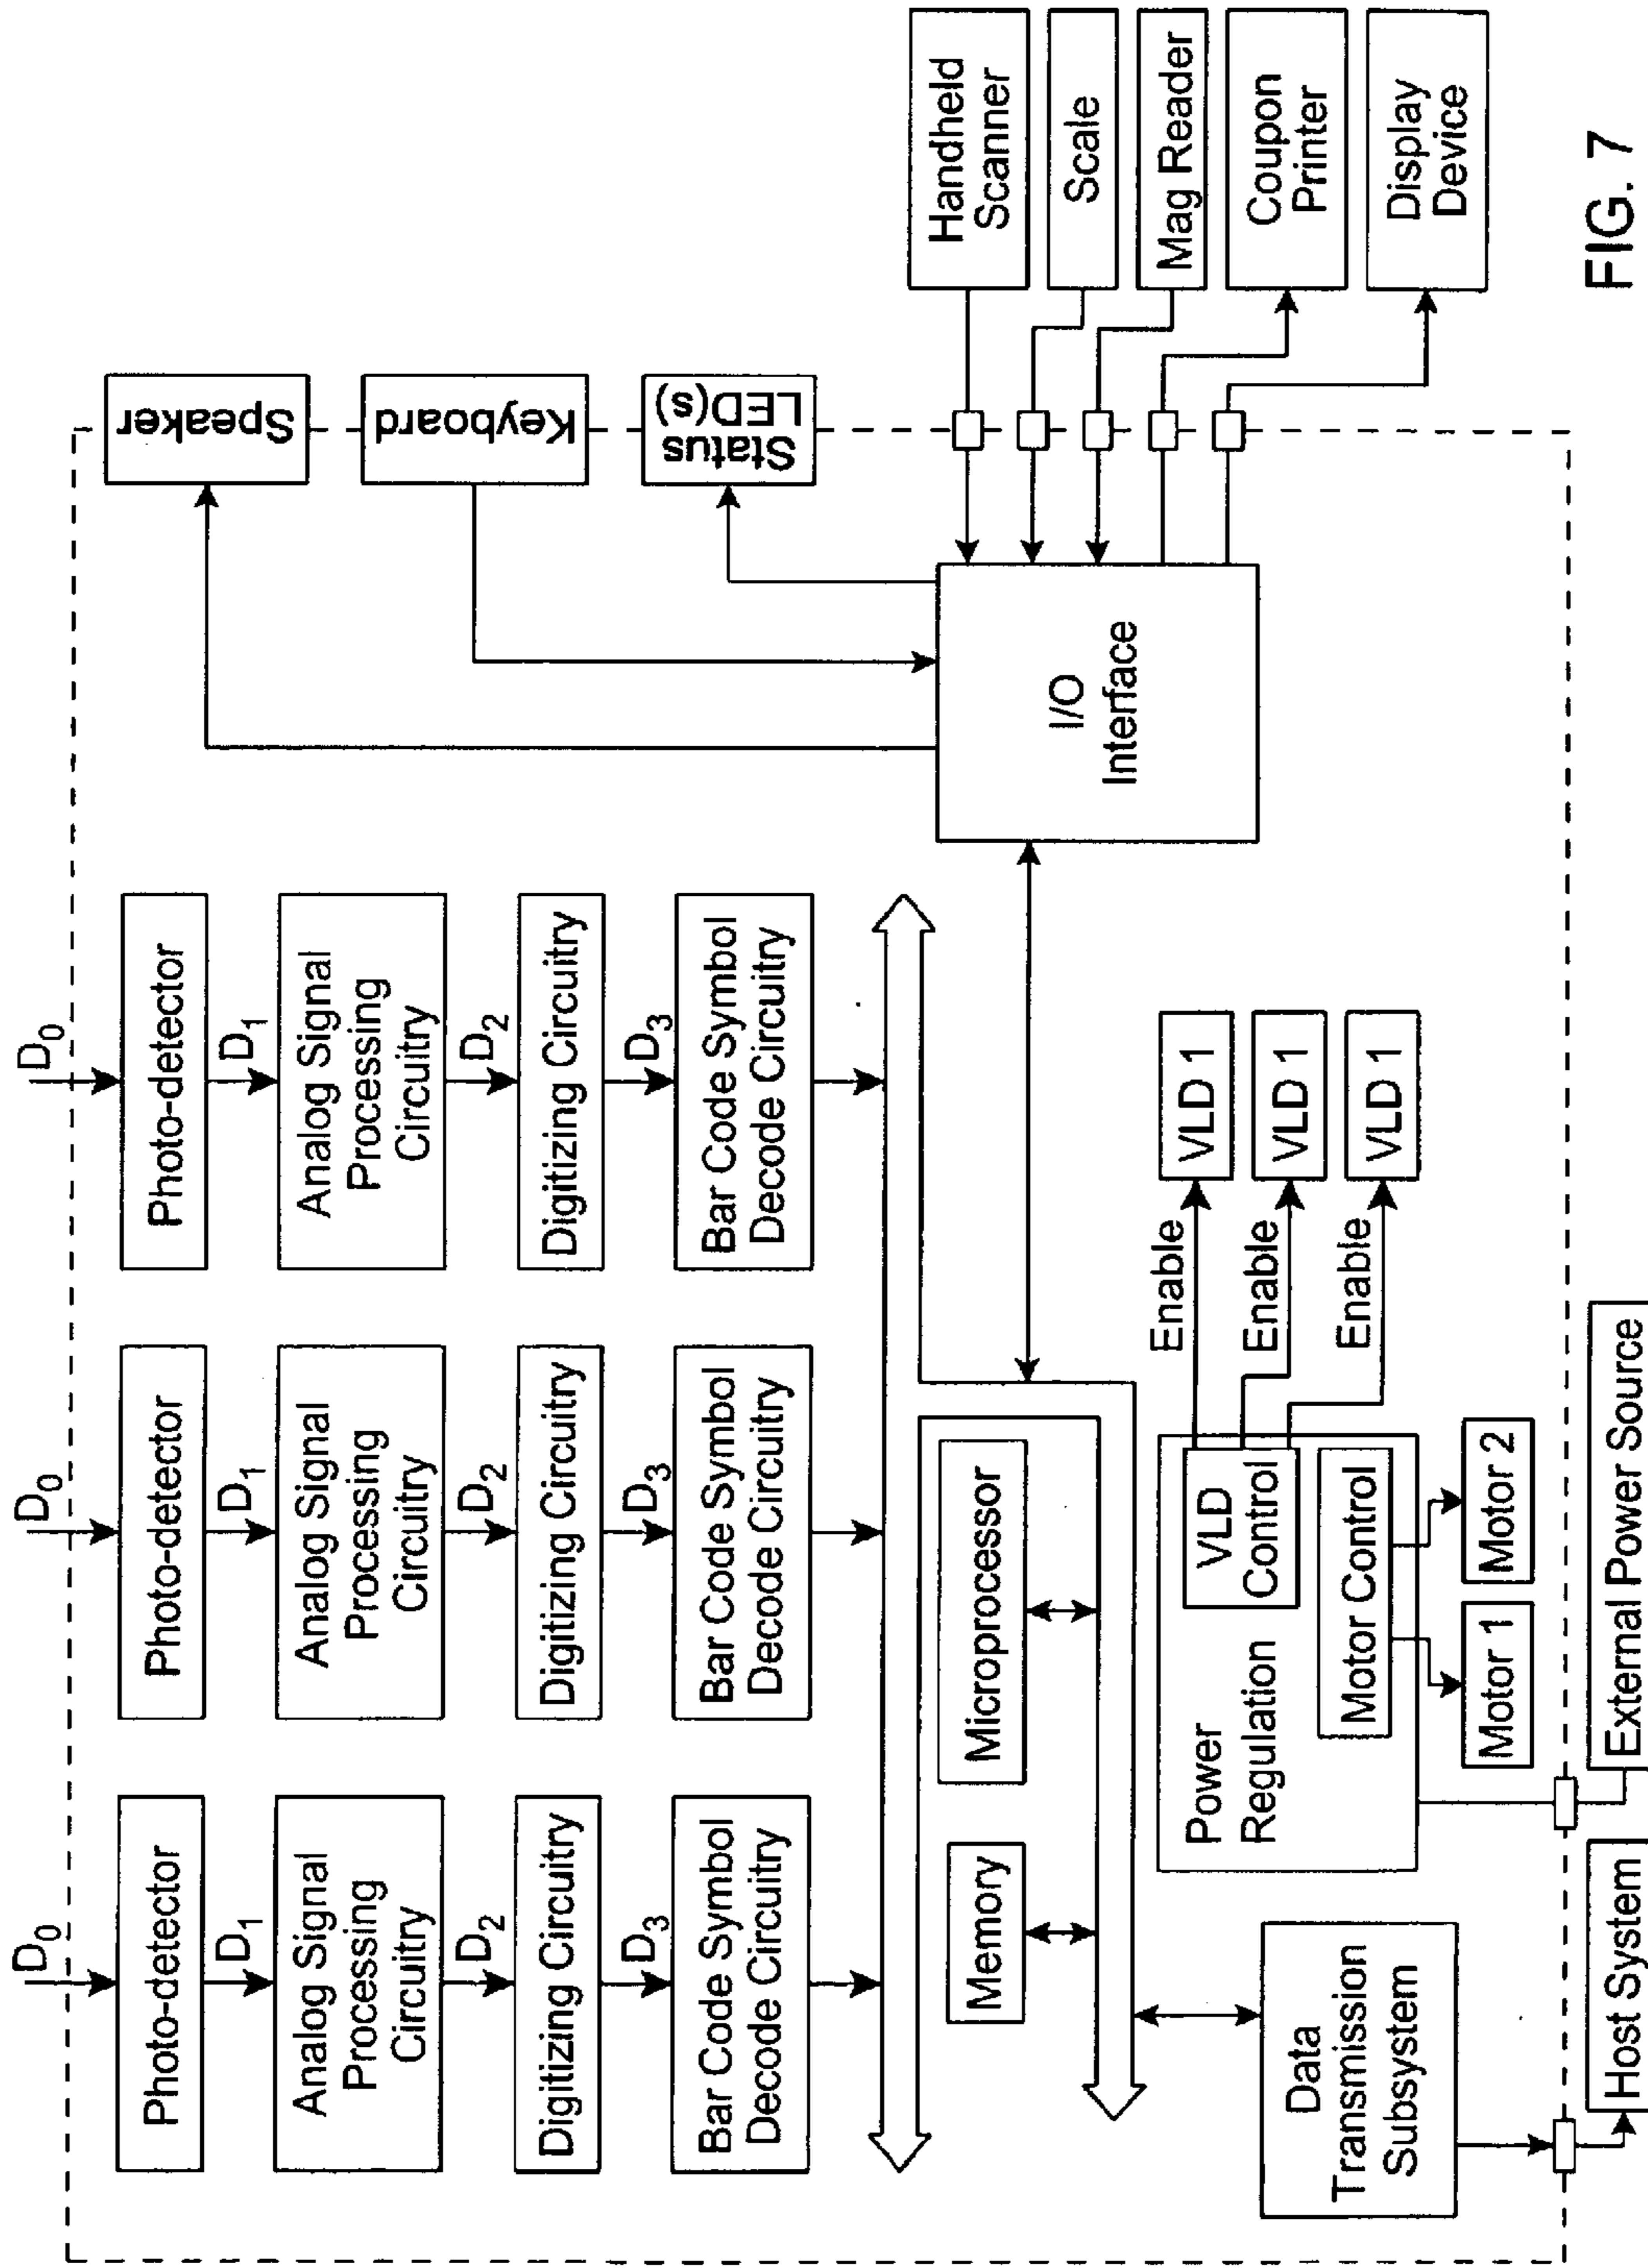 D0
D0
D0
Photo-detector
Photo-detector
Photo-detector
D1
D1
D1
Analog Signal
Processing
Circuitry
Analog Signal
Processing
Circuitry
Analog Signal
Processing
Circuitry
D2
D2
D2
Digitizing Circuitry
Digitizing Circuitry
Digitizing Circuitry
D3
D3
D3
Bar Code Symbol
Decode Circuitry
Bar Code Symbol
Decode Circuitry
Bar Code Symbol
Decode Circuitry
Speaker
Keyboard
Status
LED(s)
Memory
Microprocessor
I/O
Interface
Handheld
Scanner
Scale
Mag Reader
Coupon
Printer
Display
Device
Data
Transmission
Subsystem
Power
Regulation
VLD
Control
Motor Control
Enable
VLD 1
Enable
VLD 1
Enable
VLD 1
Motor 1
Motor 2
Host System
External Power Source
FIG. 7